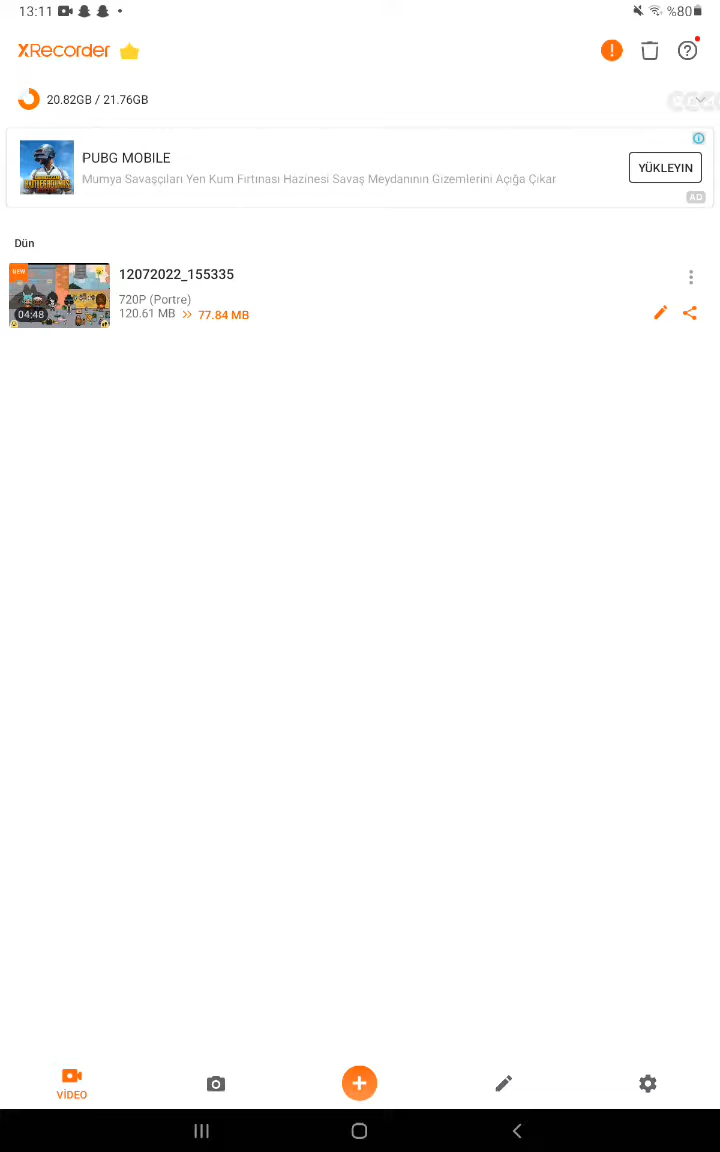 13:11 %80
XRecorder
20.82GB / 21.76GB
PUBG MOBILE
Mumya Savaşçıları Yen Kum Fırtınası Hazinesi Savaş Meydanının Gizemlerini Açığa Çıkar
YÜKLEYIN
AD
Dün
NEW
04:48
12072022_155335
720P (Portre)
120.61 MB >> 77.84 MB
VİDEO